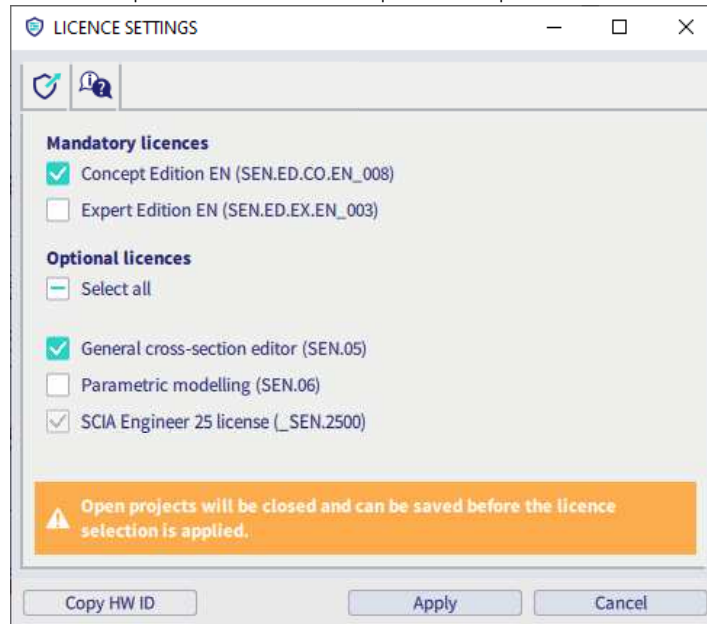 LICENCE SETTINGS
Mandatory licences
Concept Edition EN (SEN.ED.CO.EN_008)
Expert Edition EN (SEN.ED.EX.EN_003)
Optional licences
Select all
General cross-section editor (SEN.05)
Parametric modelling (SEN.06)
SCIA Engineer 25 license (_SEN.2500)
Open projects will be closed and can be saved before the licence
selection is applied.
Copy HW ID
Apply
Cancel